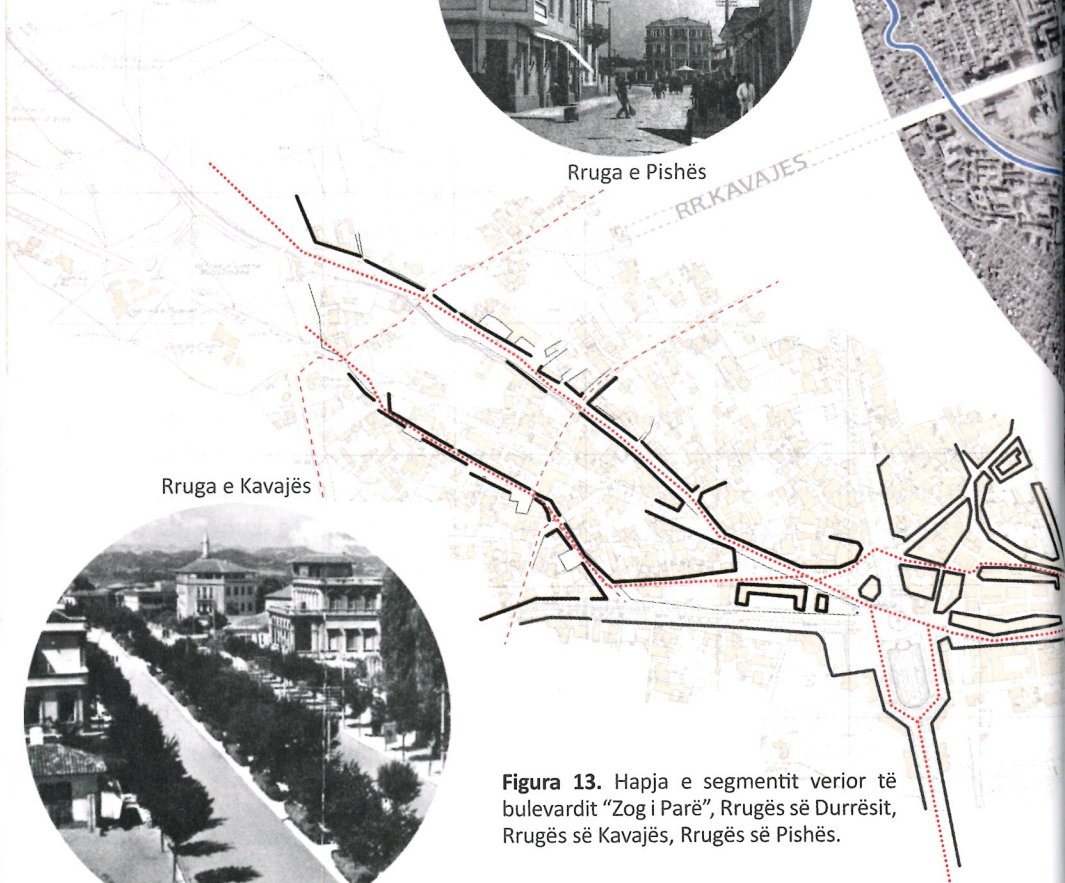 Rruga e Pishës
RR.KAVAJES
Rruga e Kavajës
Figura 13. Hapja e segmentit verior të
bulevardit “Zog i Parë”, Rrugës së Durrësit,
Rrugës së Kavajës, Rrugës së Pishës.